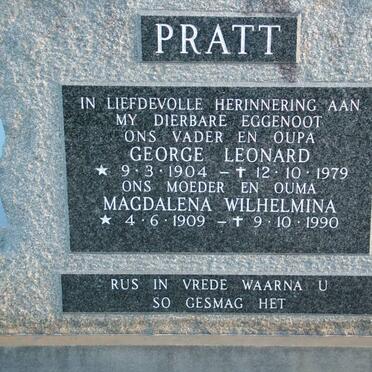 PRATT
IN LIEFDEVOLLE HERINNERING AAN
MY DIERBARE EGGENOOT
ONS VADER EN OUPA
GEORGE LEONARD
★ 9·3·1904 – ✝ 12·10·1979
ONS MOEDER EN OUMA
MAGDALENA WILHELMINA
★ 4·6·1909 – ✝ 9·10·1990
RUS IN VREDE WAARNA U
SO GESMAG HET